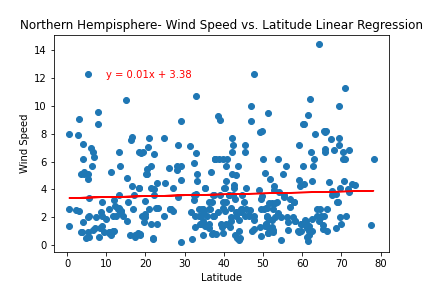 Northern Hempisphere- Wind Speed vs. Latitude Linear Regression
y = 0.01x + 3.38
Wind Speed
14
12
10
8
6
4
2
0
0 10 20 30 40 50 60 70 80
Latitude